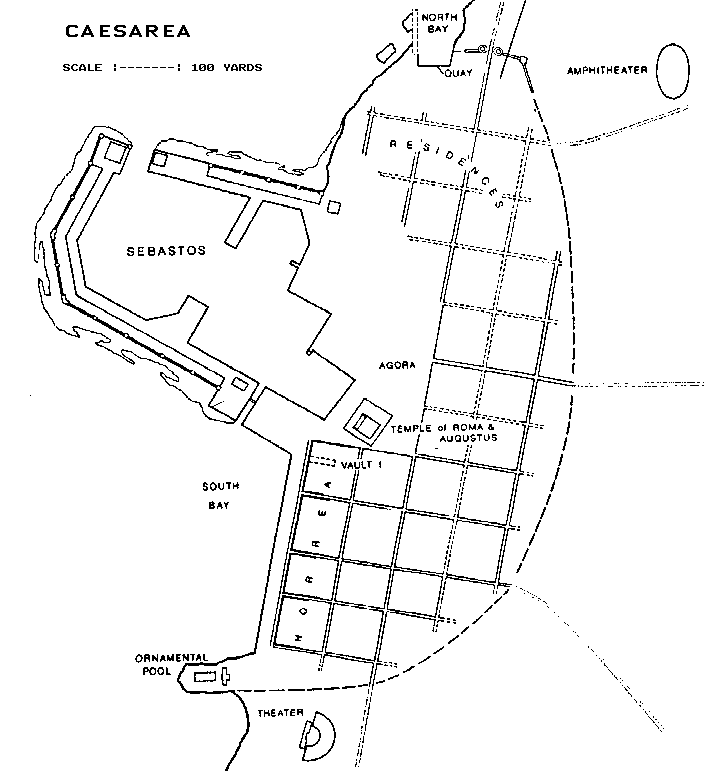 CAESAREA
SCALE |-------| 100 YARDS
NORTH
BAY
QUAY
AMPHITHEATER
RESIDENCES
SEBASTOS
AGORA
TEMPLE of ROMA &
AUGUSTUS
VAULT 1
SOUTH
BAY
HORREA
ORNAMENTAL
POOL
THEATER